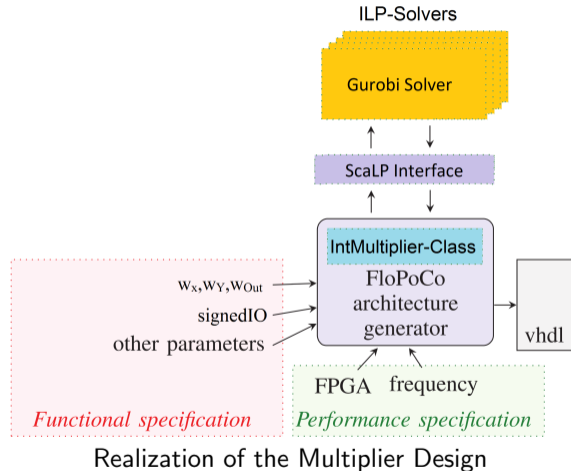 ILP-Solvers
Gurobi Solver
ScaLP Interface
IntMultiplier-Class
FloPoCo
architecture
generator
wx,wY,wOut
signedIO
other parameters
vhdl
FPGA frequency
Functional specification
Performance specification
Realization of the Multiplier Design